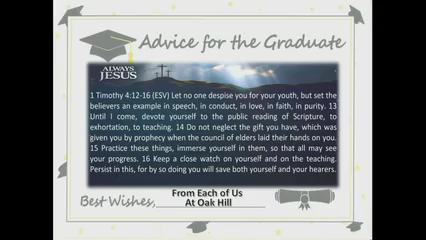 Advice for the Graduate
ALWAYS
JESUS
1 Timothy 4:12-16 (ESV) Let no one despise you for your youth, but set the
believers an example in speech, in conduct, in love, in faith, in purity. 13
Until I come, devote yourself to the public reading of Scripture, to
exhortation, to teaching. 14 Do not neglect the gift you have, which was
given you by prophecy when the council of elders laid their hands on you.
15 Practice these things, immerse yourself in them, so that all may see
your progress. 16 Keep a close watch on yourself and on the teaching.
Persist in this, for by so doing you will save both yourself and your hearers.
From Each of Us
Best Wishes, At Oak Hill